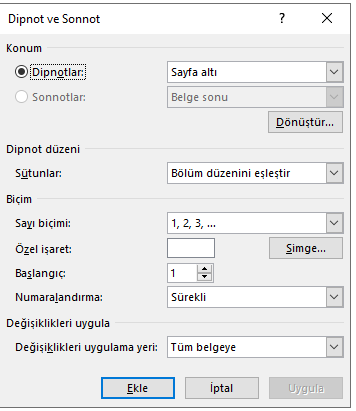 Dipnot ve Sonnot
Konum
Dipnotlar: Sayfa altı
Sonnotlar: Belge sonu
Dönüştür...
Dipnot düzeni
Sütunlar: Bölüm düzenini eşleştir
Biçim
Sayı biçimi: 1, 2, 3, ...
Özel işaret: Simge...
Başlangıç: 1
Numaralandırma: Sürekli
Değişiklikleri uygula
Değişiklikleri uygulama yeri: Tüm belgeye
Ekle İptal Uygula